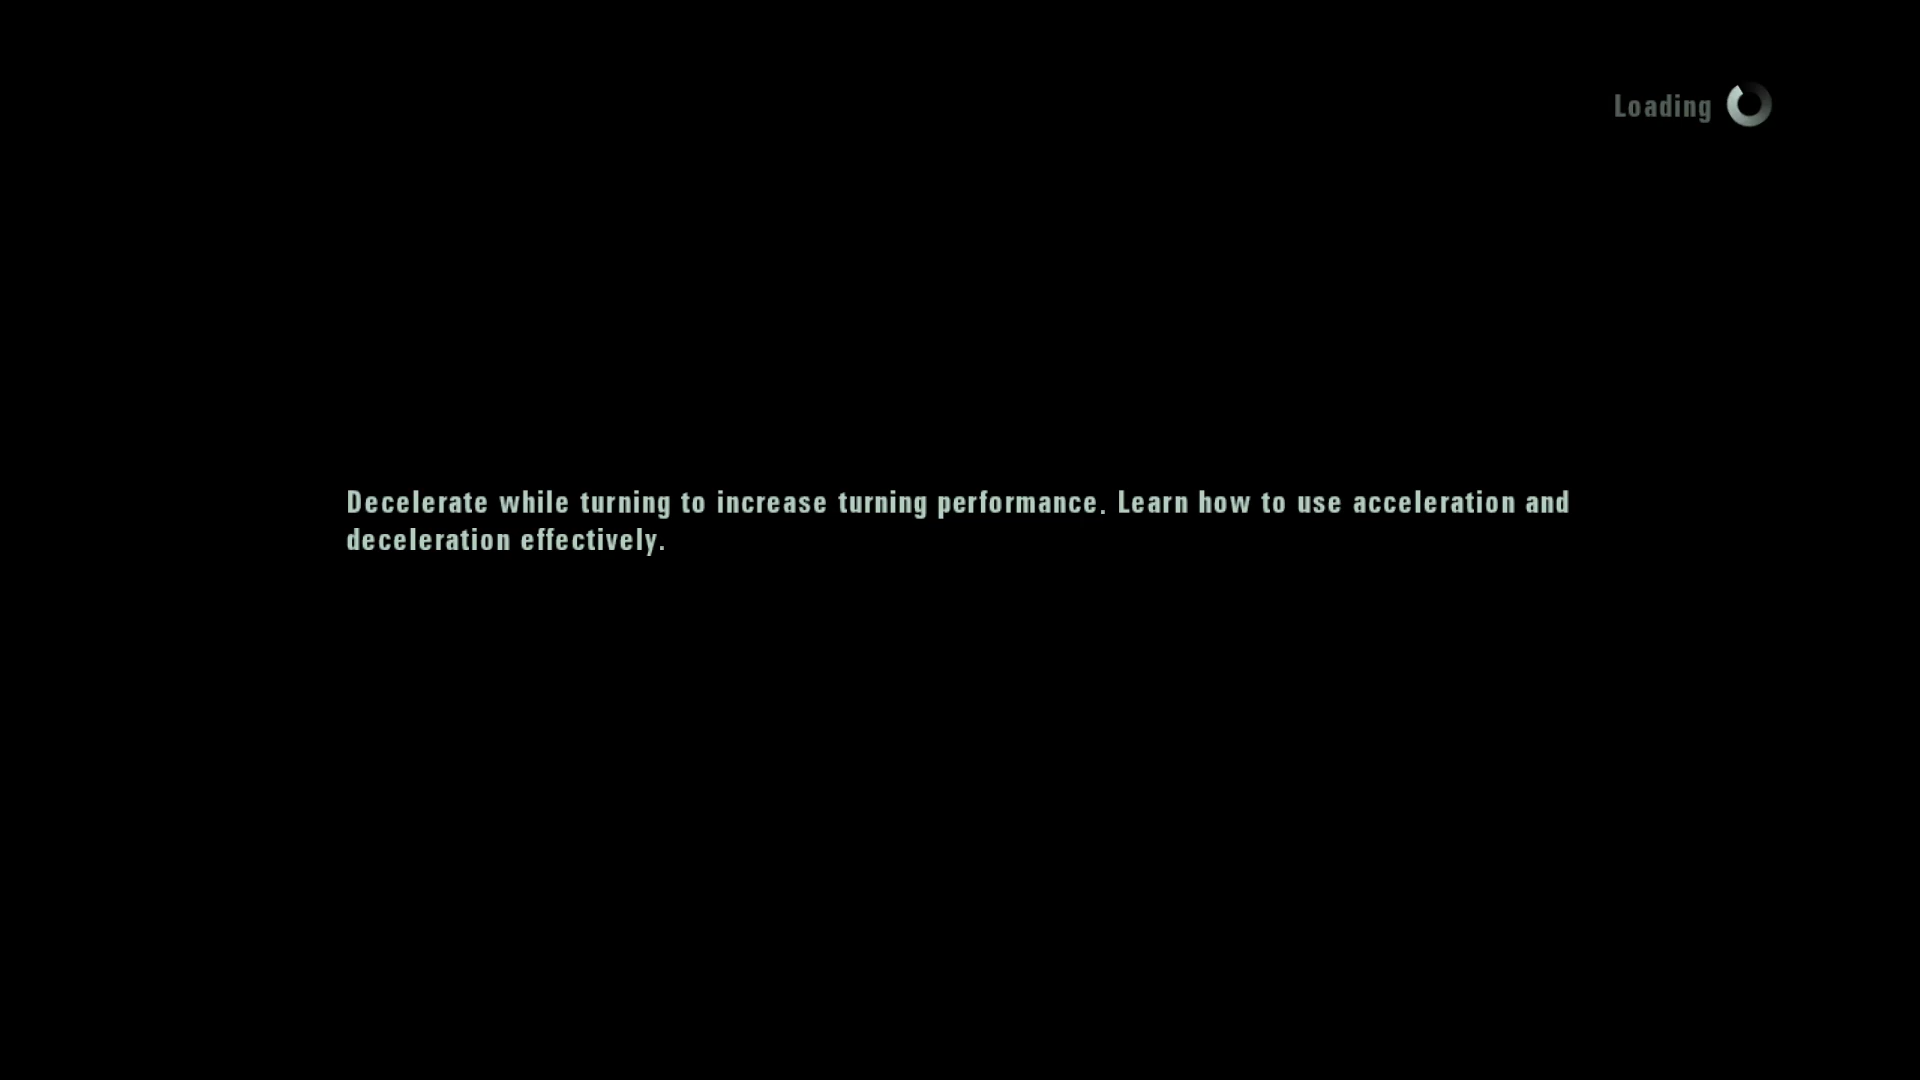 Loading
Decelerate while turning to increase turning performance. Learn how to use acceleration and
deceleration effectively.